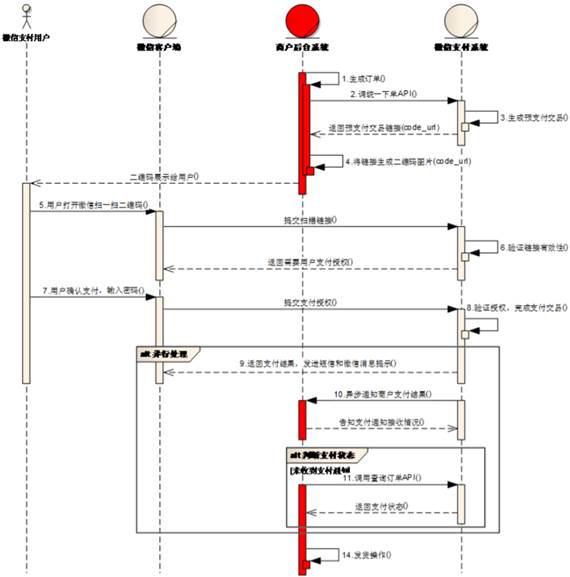 微信支付用户
微信客户端
商户后台系统
微信支付系统
1.生成订单()
2.调统一下单API()
3.生成预支付交易()
返回预支付交易链接(code_url)
4.将链接生成二维码图片(code_url)
二维码展示给用户()
5.用户打开微信扫一扫二维码()
提交扫描链接()
6.验证链接有效性()
返回需要用户支付授权()
7.用户确认支付，输入密码()
提交支付授权()
8.验证授权，完成支付交易()
alt 并行处理
9.返回支付结果，发送短信和微信消息提示()
10.异步通知商户支付结果()
告知支付通知接收情况()
alt 判断支付状态
[未收到支付通知]
11.调用查询订单API()
返回支付状态()
14.发货操作()